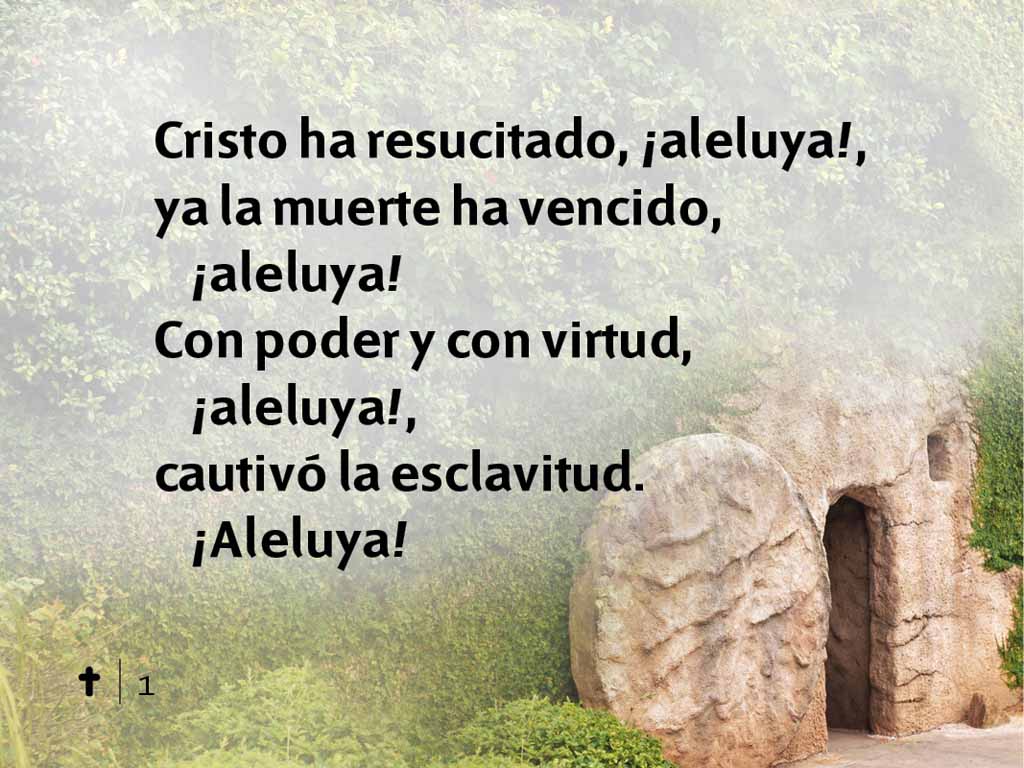 Cristo ha resucitado, ¡aleluya!,
ya la muerte ha vencido,
¡aleluya!
Con poder y con virtud,
¡aleluya!,
cautivó la esclavitud.
¡Aleluya!
1